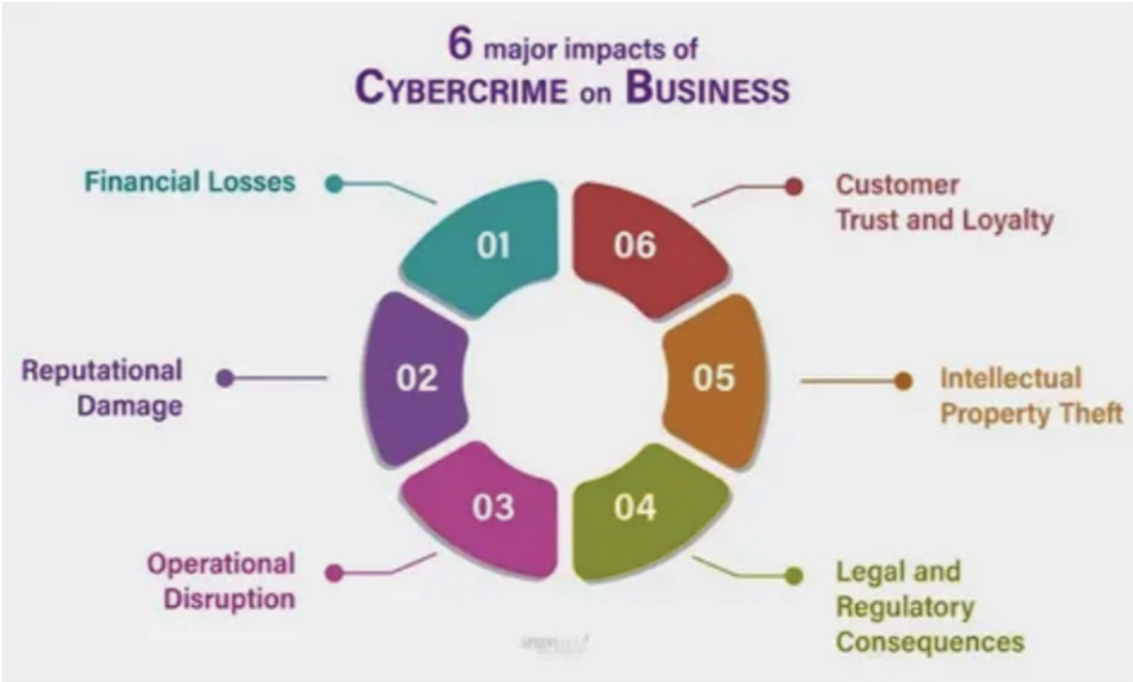 6 major impacts of
CYBERCRIME on BUSINESS
Financial Losses
01
Reputational
Damage
02
Operational
Disruption
03
04
Legal and
Regulatory
Consequences
05
Intellectual
Property Theft
06
Customer
Trust and Loyalty